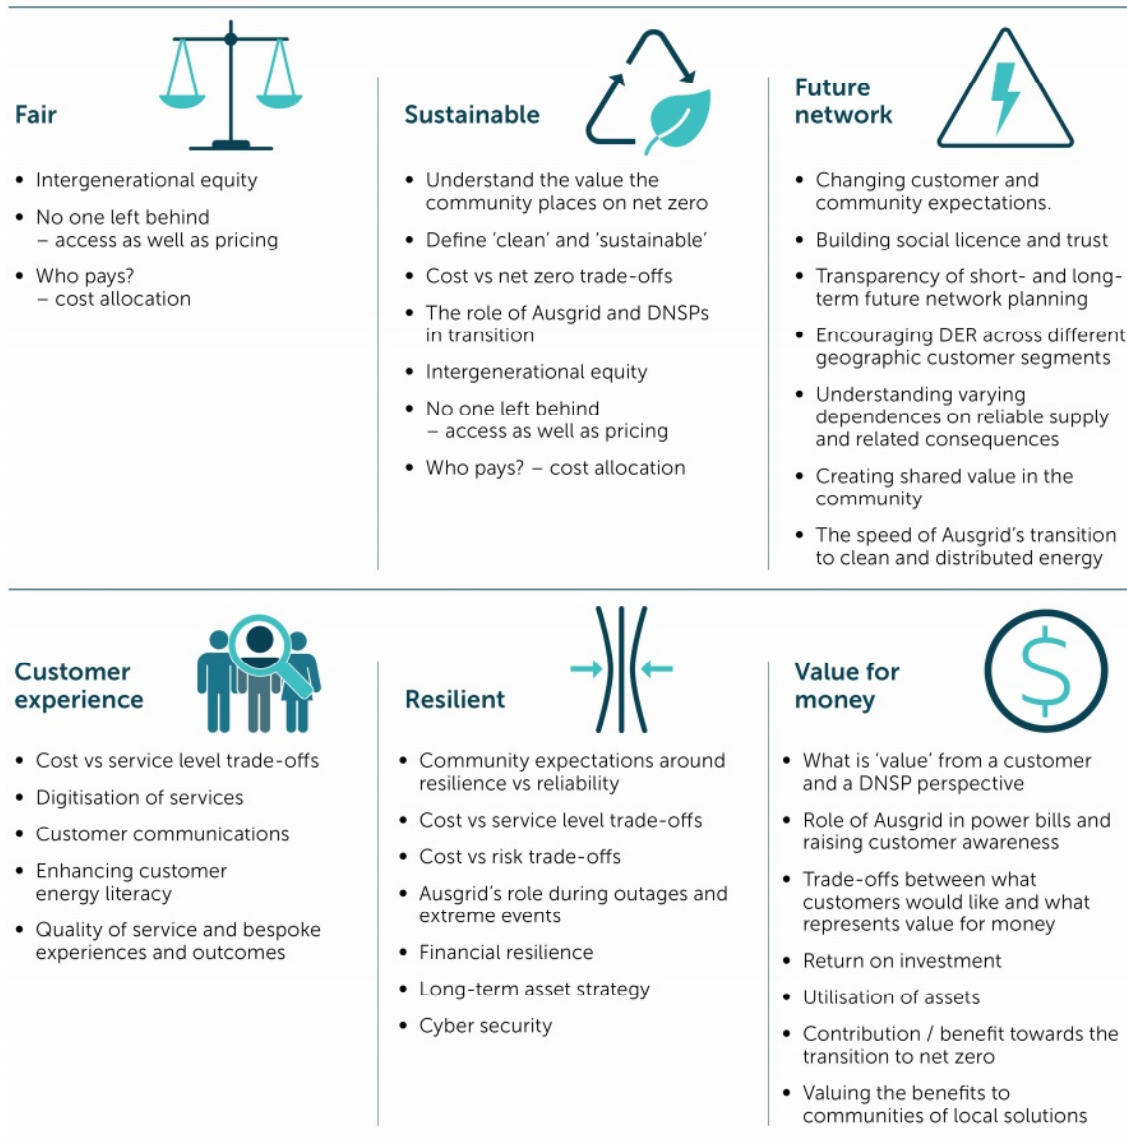 Fair
• Intergenerational equity
• No one left behind
– access as well as pricing
• Who pays?
– cost allocation
Sustainable
• Understand the value the
community places on net zero
• Define ‘clean’ and ‘sustainable’
• Cost vs net zero trade-offs
• The role of Ausgrid and DNSPs
in transition
• Intergenerational equity
• No one left behind
– access as well as pricing
• Who pays? – cost allocation
Future
network
• Changing customer and
community expectations.
• Building social licence and trust
• Transparency of short- and long-
term future network planning
• Encouraging DER across different
geographic customer segments
• Understanding varying
dependences on reliable supply
and related consequences
• Creating shared value in the
community
• The speed of Ausgrid’s transition
to clean and distributed energy
Customer
experience
• Cost vs service level trade-offs
• Digitisation of services
• Customer communications
• Enhancing customer
energy literacy
• Quality of service and bespoke
experiences and outcomes
Resilient
• Community expectations around
resilience vs reliability
• Cost vs service level trade-offs
• Cost vs risk trade-offs
• Ausgrid’s role during outages and
extreme events
• Financial resilience
• Long-term asset strategy
• Cyber security
Value for
money
$
• What is ‘value’ from a customer
and a DNSP perspective
• Role of Ausgrid in power bills and
raising customer awareness
• Trade-offs between what
customers would like and what
represents value for money
• Return on investment
• Utilisation of assets
• Contribution / benefit towards the
transition to net zero
• Valuing the benefits to
communities of local solutions